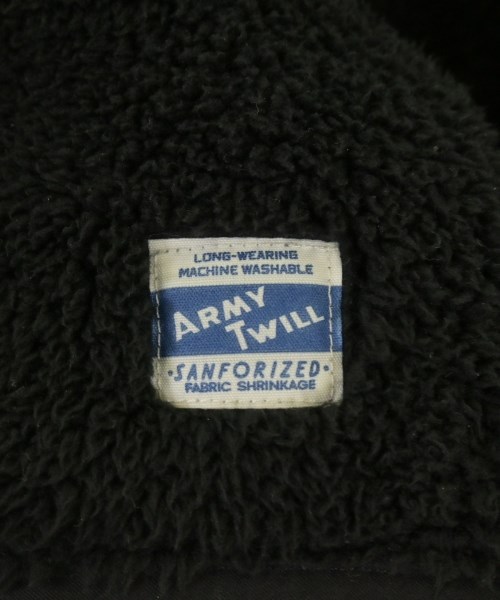 LONG-WEARING
MACHINE WASHABLE
ARMY
TWILL
·SANFORIZED·
FABRIC SHRINKAGE